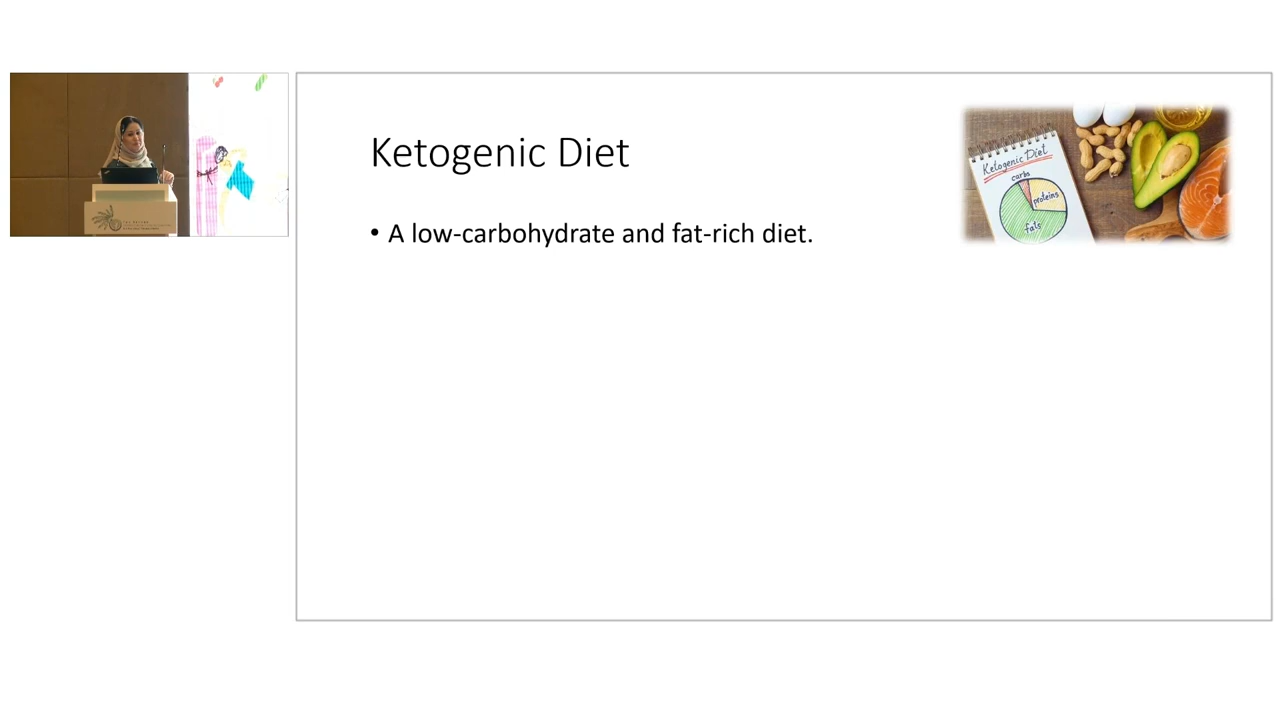 Ketogenic Diet
• A low-carbohydrate and fat-rich diet.
Ketogenic Diet
carbs
proteins
fats